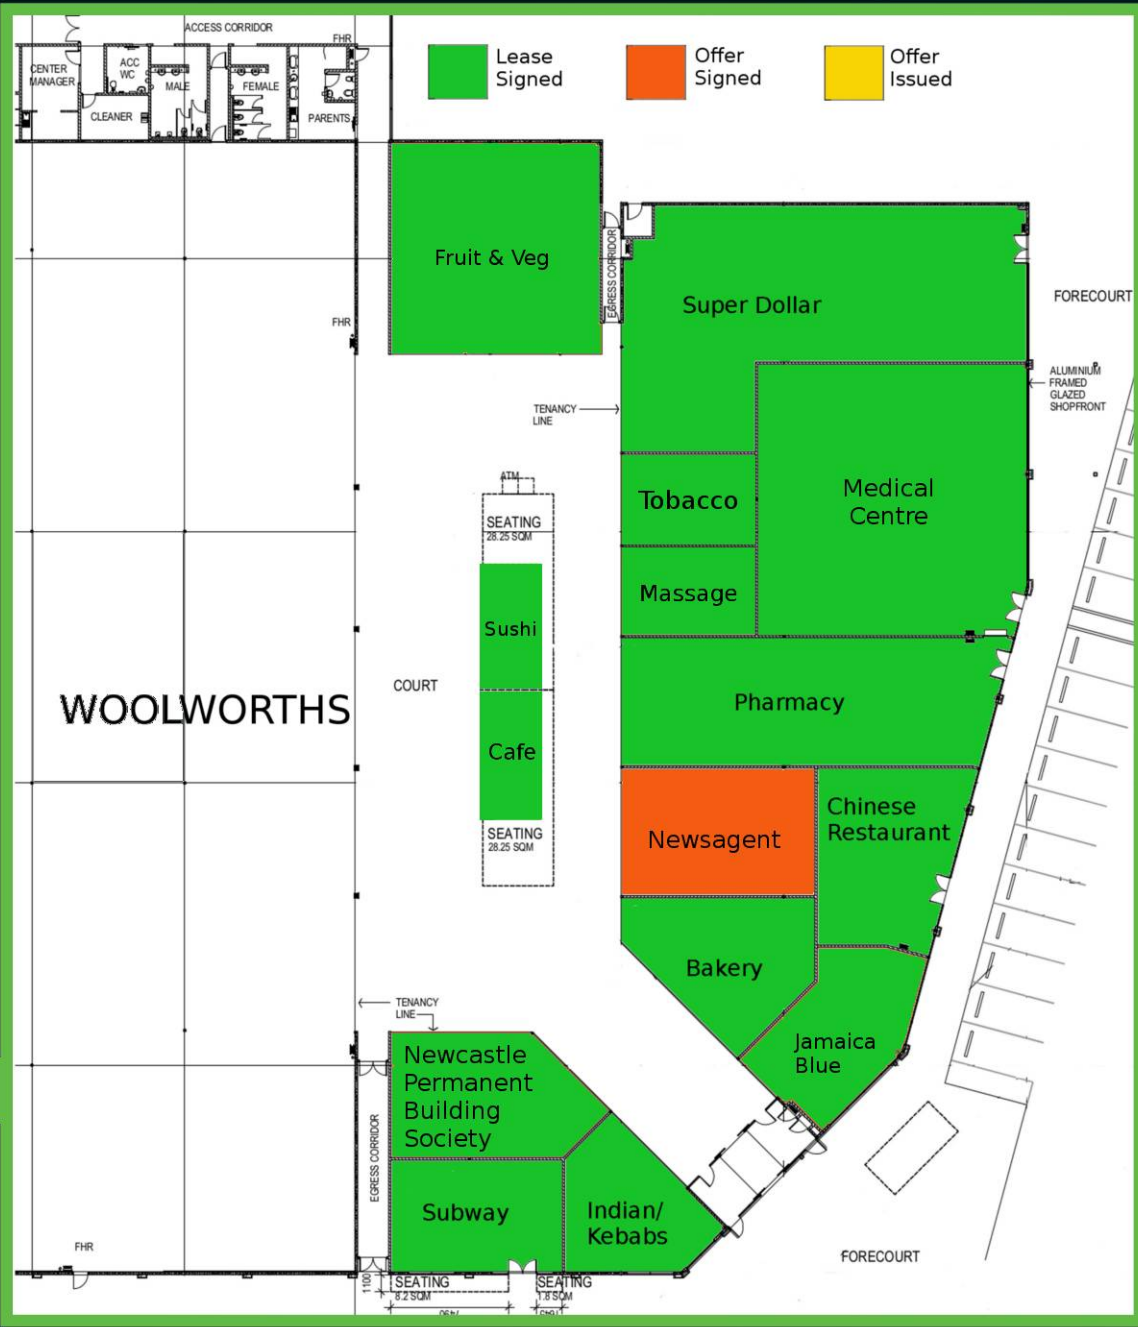 ACCESS CORRIDOR
FHR
CENTER
MANAGER
ACC
WC
MALE
FEMALE
CLEANER
PARENTS
Lease
Signed
Offer
Signed
Offer
Issued
Fruit & Veg
EGRESS CORRIDOR
Super Dollar
FORECOURT
FHR
ALUMINIUM
FRAMED
GLAZED
SHOPFRONT
TENANCY
LINE
ATM
SEATING
28.25 SQM
Tobacco
Medical
Centre
Massage
Sushi
COURT
WOOLWORTHS
Pharmacy
Cafe
SEATING
28.25 SQM
Newsagent
Chinese
Restaurant
Bakery
TENANCY
LINE
Jamaica
Blue
Newcastle
Permanent
Building
Society
EGRESS CORRIDOR
Subway
Indian/
Kebabs
FHR
FORECOURT
1100
SEATING
8.2 SQM
SEATING
1.8 SQM